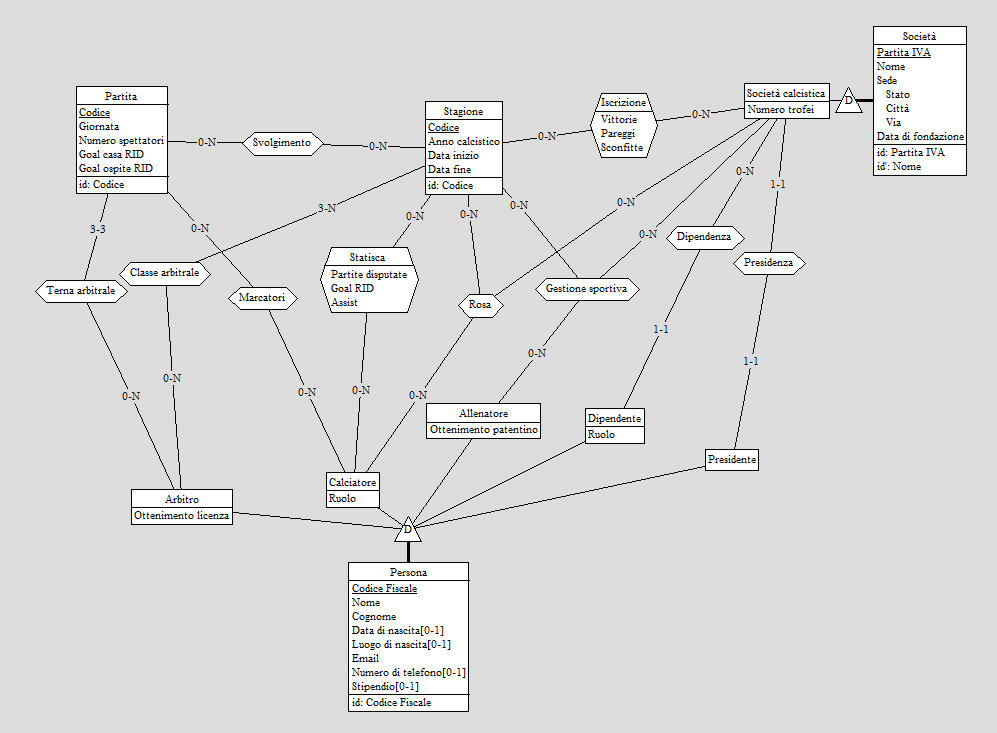 Società
Partita IVA
Nome
Sede
Stato
Città
Via
Data di fondazione
id: Partita IVA
id': Nome
D
Società calcistica
Numero trofei
Partita
Codice
Giornata
Numero spettatori
Goal casa RID
Goal ospite RID
id: Codice
0-N
Svolgimento
0-N
Stagione
Codice
Anno calcistico
Data inizio
Data fine
id: Codice
0-N
Iscrizione
Vittorie
Pareggi
Sconfitte
0-N
3-3
0-N
3-N
0-N
0-N
0-N
0-N
0-N
0-N
1-1
Terna arbitrale
Classe arbitrale
Marcatori
Statisca
Partite disputate
Goal RID
Assist
Rosa
Gestione sportiva
Dipendenza
Presidenza
0-N
0-N
0-N
0-N
0-N
0-N
1-1
1-1
Allenatore
Ottenimento patentino
Dipendente
Ruolo
Presidente
Calciatore
Ruolo
Arbitro
Ottenimento licenza
D
Persona
Codice Fiscale
Nome
Cognome
Data di nascita[0-1]
Luogo di nascita[0-1]
Email
Numero di telefono[0-1]
Stipendio[0-1]
id: Codice Fiscale